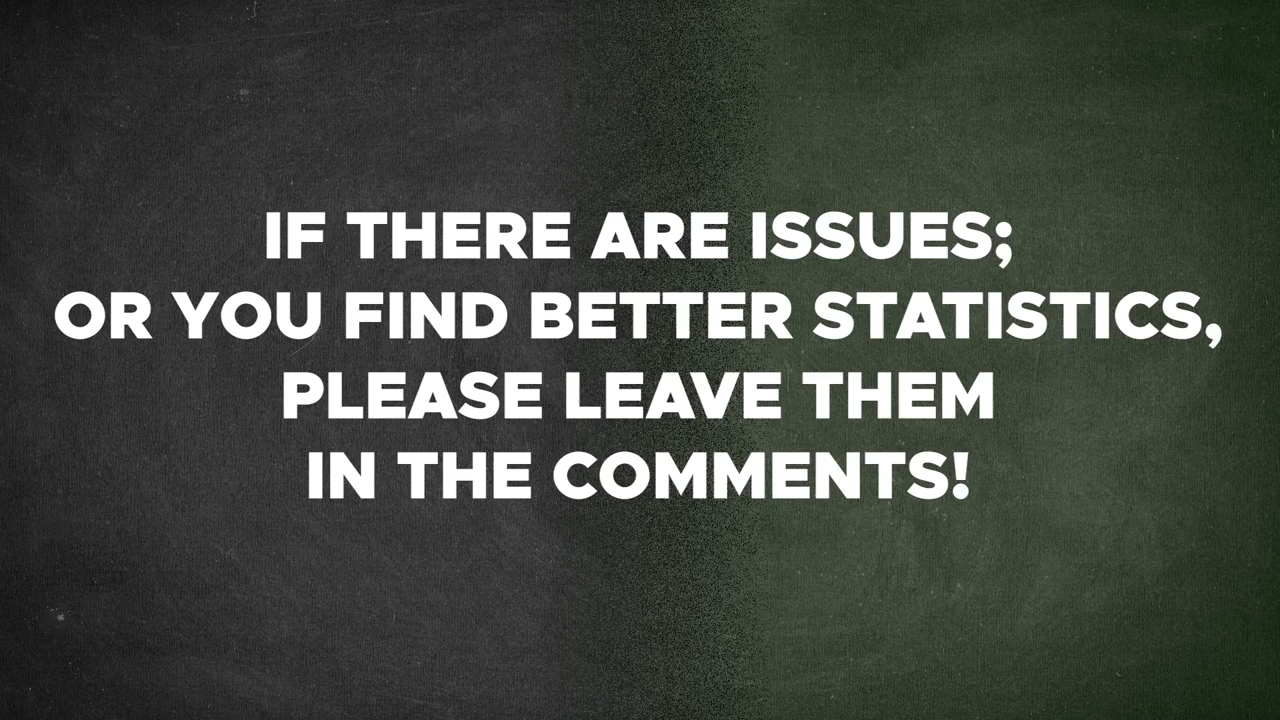 IF THERE ARE ISSUES;
OR YOU FIND BETTER STATISTICS,
PLEASE LEAVE THEM
IN THE COMMENTS!